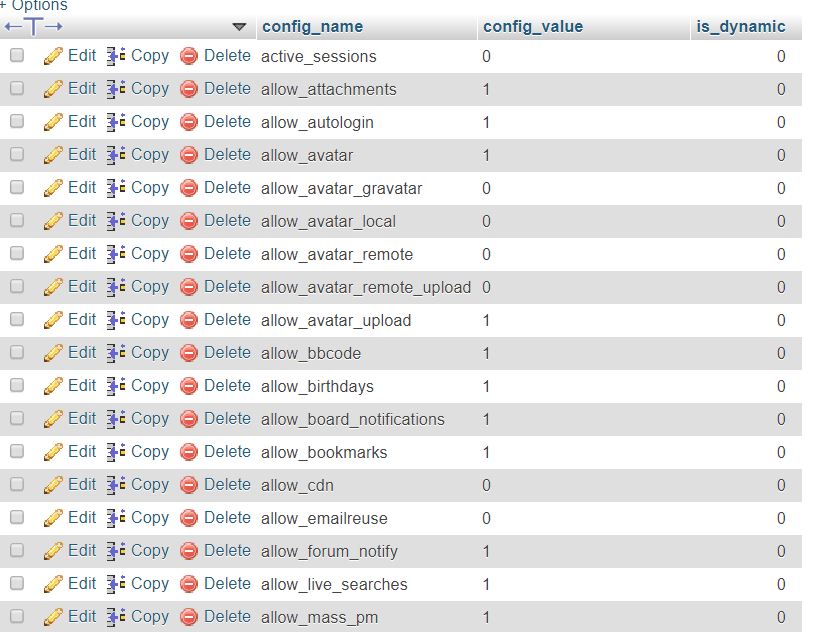 + Options
config_name config_value is_dynamic
Edit Copy Delete active_sessions 0 0
Edit Copy Delete allow_attachments 1 0
Edit Copy Delete allow_autologin 1 0
Edit Copy Delete allow_avatar 1 0
Edit Copy Delete allow_avatar_gravatar 0 0
Edit Copy Delete allow_avatar_local 0 0
Edit Copy Delete allow_avatar_remote 0 0
Edit Copy Delete allow_avatar_remote_upload 0 0
Edit Copy Delete allow_avatar_upload 1 0
Edit Copy Delete allow_bbcode 1 0
Edit Copy Delete allow_birthdays 1 0
Edit Copy Delete allow_board_notifications 1 0
Edit Copy Delete allow_bookmarks 1 0
Edit Copy Delete allow_cdn 0 0
Edit Copy Delete allow_emailreuse 0 0
Edit Copy Delete allow_forum_notify 1 0
Edit Copy Delete allow_live_searches 1 0
Edit Copy Delete allow_mass_pm 1 0